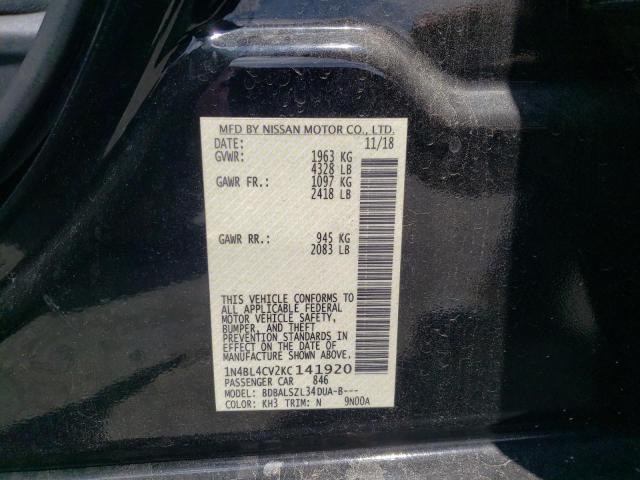 MFD BY NISSAN MOTOR CO., LTD.
DATE: 11/18
GVWR: 1963 KG
4328 LB
GAWR FR.: 1097 KG
2418 LB
GAWR RR.: 945 KG
2083 LB
THIS VEHICLE CONFORMS TO
ALL APPLICABLE FEDERAL
MOTOR VEHICLE SAFETY,
BUMPER, AND THEFT
PREVENTION STANDARDS IN
EFFECT ON THE DATE OF
MANUFACTURE SHOWN ABOVE.
1N4BL4CV2KC141920
PASSENGER CAR 846
MODEL: BDBALSZL34DUA-B---
COLOR: KH3 TRIM: N 9N00A